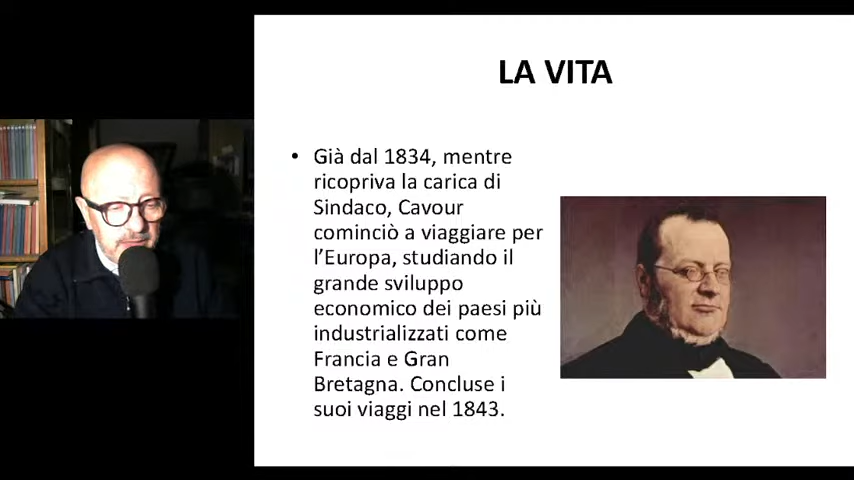 LA VITA
• Già dal 1834, mentre
ricopriva la carica di
Sindaco, Cavour
cominciò a viaggiare per
l’Europa, studiando il
grande sviluppo
economico dei paesi più
industrializzati come
Francia e Gran
Bretagna. Concluse i
suoi viaggi nel 1843.